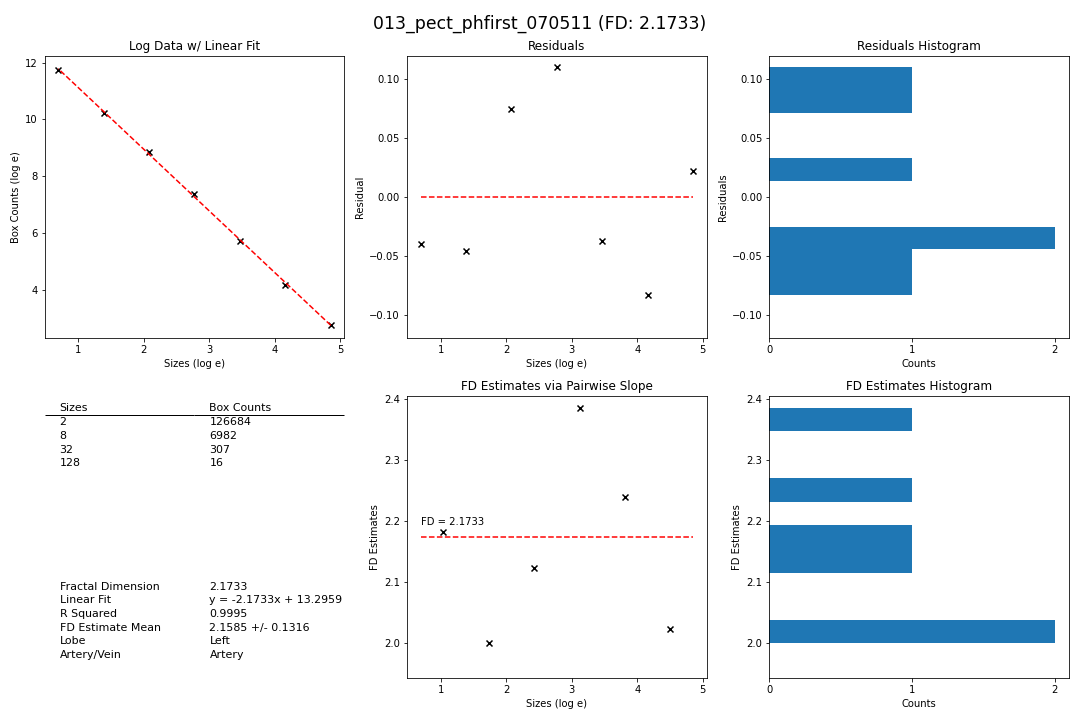 013_pect_phfirst_070511 (FD: 2.1733)
Log Data w/ Linear Fit
12
10
8
6
4
Box Counts (log e)
1 2 3 4 5
Sizes (log e)
Residuals
0.10
0.05
0.00
−0.05
−0.10
Residual
1 2 3 4 5
Sizes (log e)
Residuals Histogram
0.10
0.05
0.00
−0.05
−0.10
Residuals
0 1 2
Counts
Sizes Box Counts
2 126684
8 6982
32 307
128 16
Fractal Dimension 2.1733
Linear Fit y = -2.1733x + 13.2959
R Squared 0.9995
FD Estimate Mean 2.1585 +/- 0.1316
Lobe Left
Artery/Vein Artery
FD Estimates via Pairwise Slope
2.4
2.3
2.2
2.1
2.0
FD Estimates
FD = 2.1733
1 2 3 4 5
Sizes (log e)
FD Estimates Histogram
2.4
2.3
2.2
2.1
2.0
FD Estimates
0 1 2
Counts